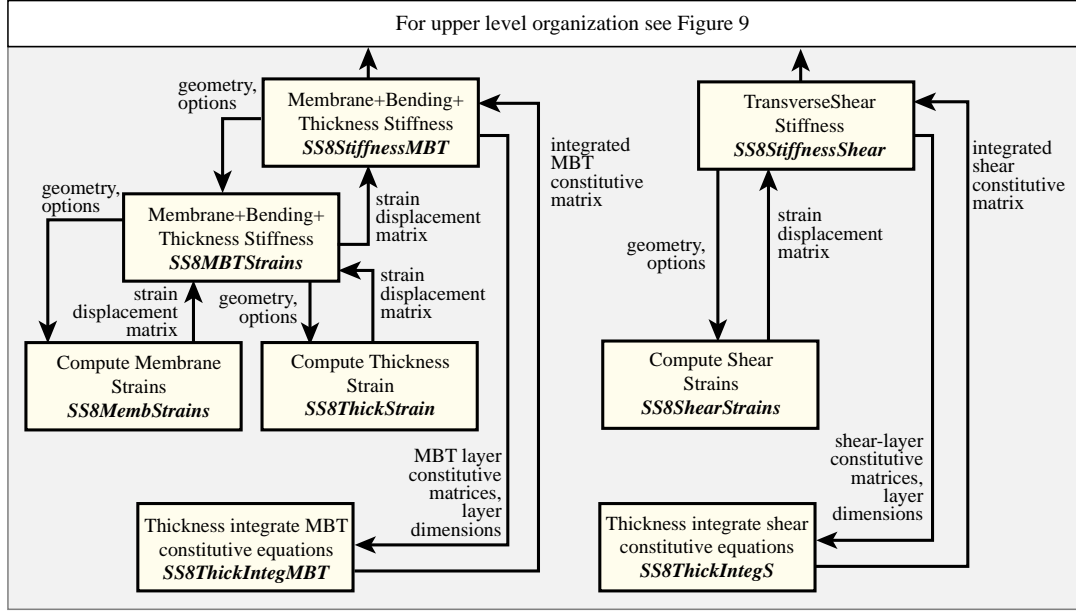 For upper level organization see Figure 9
geometry,
options
Membrane+Bending+
Thickness Stiffness
SS8StiffnessMBT
integrated
MBT
constitutive
matrix
TransverseShear
Stiffness
SS8StiffnessShear
integrated
shear
constitutive
matrix
geometry,
options
Membrane+Bending+
Thickness Stiffness
SS8MBTStrains
strain
displacement
matrix
geometry,
options
strain
displacement
matrix
strain
displacement
matrix
geometry,
options
strain
displacement
matrix
Compute Membrane
Strains
SS8MembStrains
Compute Thickness
Strain
SS8ThickStrain
Compute Shear
Strains
SS8ShearStrains
MBT layer
constitutive
matrices,
layer
dimensions
shear-layer
constitutive
matrices,
layer
dimensions
Thickness integrate MBT
constitutive equations
SS8ThickIntegMBT
Thickness integrate shear
constitutive equations
SS8ThickIntegS